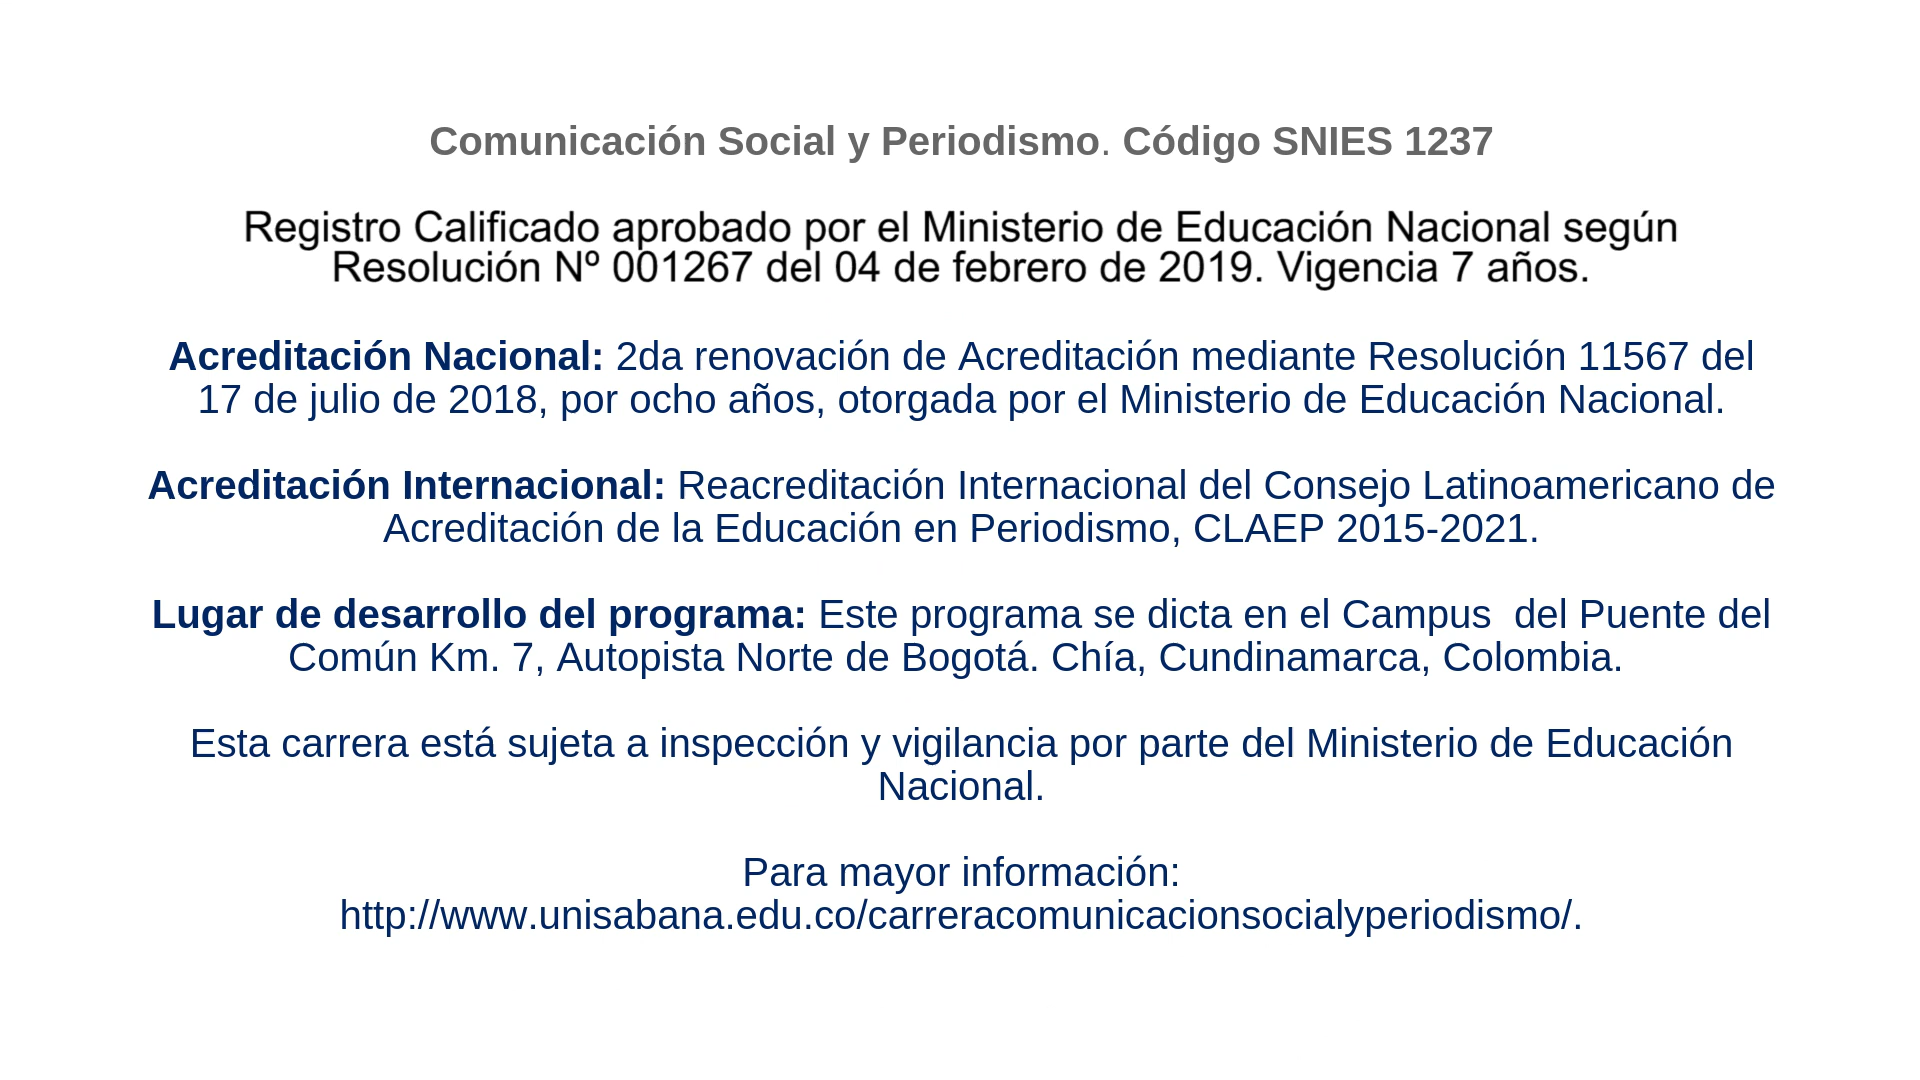 Comunicación Social y Periodismo. Código SNIES 1237
Registro Calificado aprobado por el Ministerio de Educación Nacional según
Resolución Nº 001267 del 04 de febrero de 2019. Vigencia 7 años.
Acreditación Nacional: 2da renovación de Acreditación mediante Resolución 11567 del
17 de julio de 2018, por ocho años, otorgada por el Ministerio de Educación Nacional.
Acreditación Internacional: Reacreditación Internacional del Consejo Latinoamericano de
Acreditación de la Educación en Periodismo, CLAEP 2015-2021.
Lugar de desarrollo del programa: Este programa se dicta en el Campus  del Puente del
Común Km. 7, Autopista Norte de Bogotá. Chía, Cundinamarca, Colombia.
Esta carrera está sujeta a inspección y vigilancia por parte del Ministerio de Educación
Nacional.
Para mayor información:
http://www.unisabana.edu.co/carreracomunicacionsocialyperiodismo/.